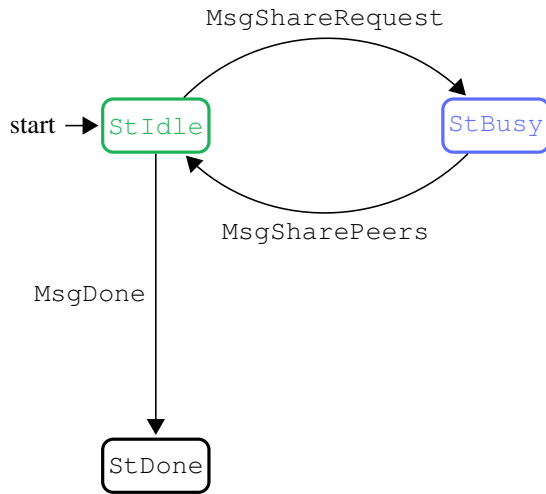 MsgShareRequest
start
StIdle
StBusy
MsgSharePeers
MsgDone
StDone